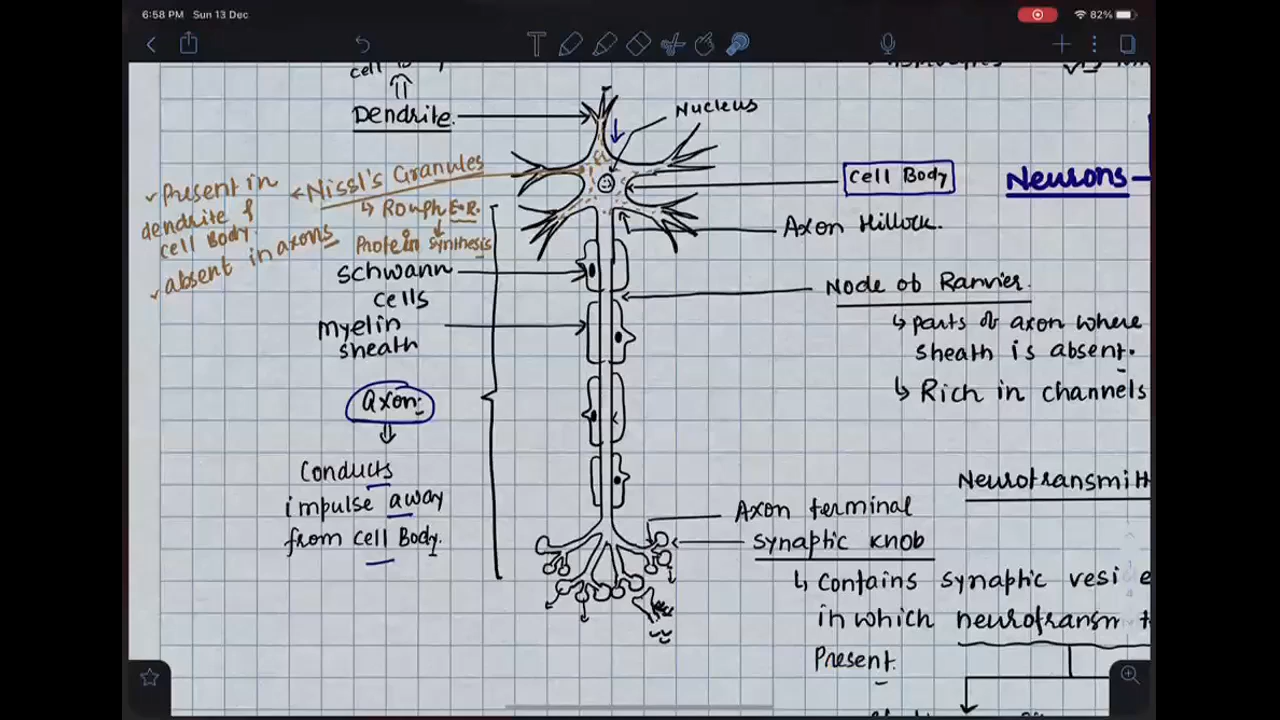 6:58 PM Sun 13 Dec
82%
cell
Dendrite.
Nucleus
Nissl's Granules
↳ Rough E.R.
Protein synthesis
✓ Present in
dendrite &
cell Body.
✓ absent in axons
Cell Body
Neurons
Axon Hillock.
Schwann
cells
myelin
sheath
Node of Ranvier.
↳ parts of axon where
sheath is absent.
↳ Rich in channels
Axon:
Conducts
impulse away
from cell Body.
Neurotransmitt
Axon terminal
synaptic knob
↳ Contains synaptic vesi e
in which neurotransm t
Present.